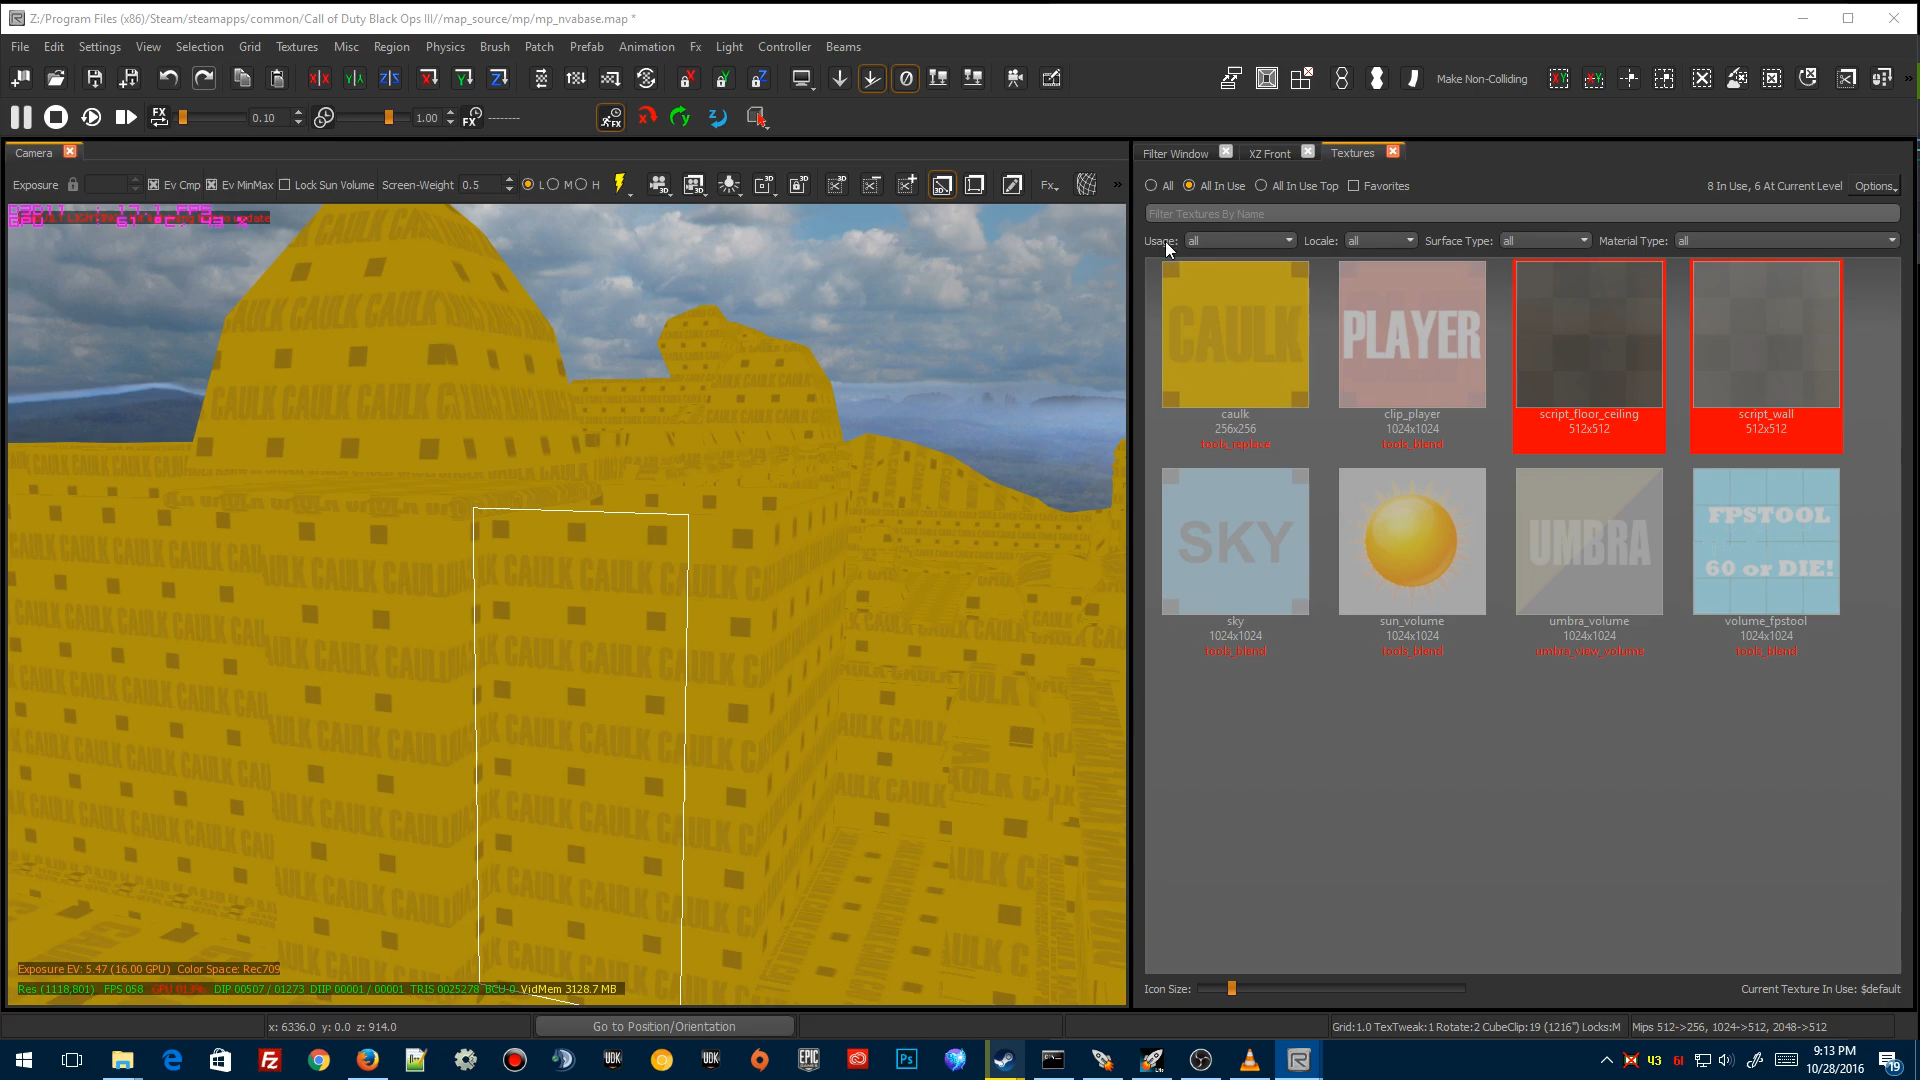 Z:/Program Files (x86)/Steam/steamapps/common/Call of Duty Black Ops III//map_source/mp/mp_nvabase.map *
File Edit Settings View Selection Grid Textures Misc Region Physics Brush Patch Prefab Animation Fx Light Controller Beams
Make Non-Colliding
FX 0.10 1.00 FX --------
Camera
Filter Window XZ Front Textures
Exposure Ev Cmp Ev MinMax Lock Sun Volume Screen-Weight 0.5 L M H Fx
All All In Use All In Use Top Favorites 8 In Use, 6 At Current Level Options
Filter Textures By Name
Usage: all Locale: all Surface Type: all Material Type: all
CAULK
PLAYER
caulk
256x256
tools_replace
clip_player
1024x1024
tools_blend
script_floor_ceiling
512x512
script_wall
512x512
SKY
UMBRA
FPSTOOL
60 or DIE!
sky
1024x1024
tools_blend
sun_volume
1024x1024
tools_blend
umbra_volume
1024x1024
umbra_view_volume
volume_fpstool
1024x1024
tools_blend
CAULK CAULK CAULK
Exposure EV: 5.47 (16.00 GPU) Color Space: Rec709
Res (1118,801) FPS 058 DIP 00507 / 01273 DIIP 00001 / 00001 TRIS 0025278 BCU-0 VidMem 3128.7 MB
Icon Size: Current Texture In Use: $default
x: 6336.0 y: 0.0 z: 914.0
Go to Position/Orientation
Grid:1.0 TexTweak:1 Rotate:2 CubeClip:19 (1216") Locks:M
Mips 512->256, 1024->512, 2048->512
9:13 PM
10/28/2016